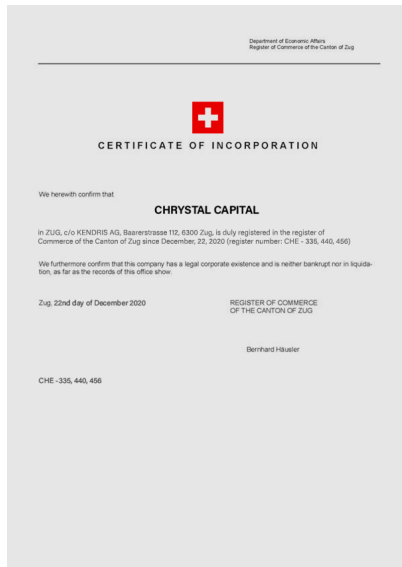 Department of Economic Affairs
Register of Commerce of the Canton of Zug
CERTIFICATE OF INCORPORATION
We herewith confirm that
CHRYSTAL CAPITAL
in ZUG, c/o KENDRIS AG, Baarerstrasse 112, 6300 Zug, is duly registered in the register of
Commerce of the Canton of Zug since December, 22, 2020 (register number: CHE - 335, 440, 456)
We furthermore confirm that this company has a legal corporate existence and is neither bankrupt nor in liquida-
tion, as far as the records of this office show.
Zug, 22nd day of December 2020
REGISTER OF COMMERCE
OF THE CANTON OF ZUG
Bernhard Häusler
CHE -335, 440, 456